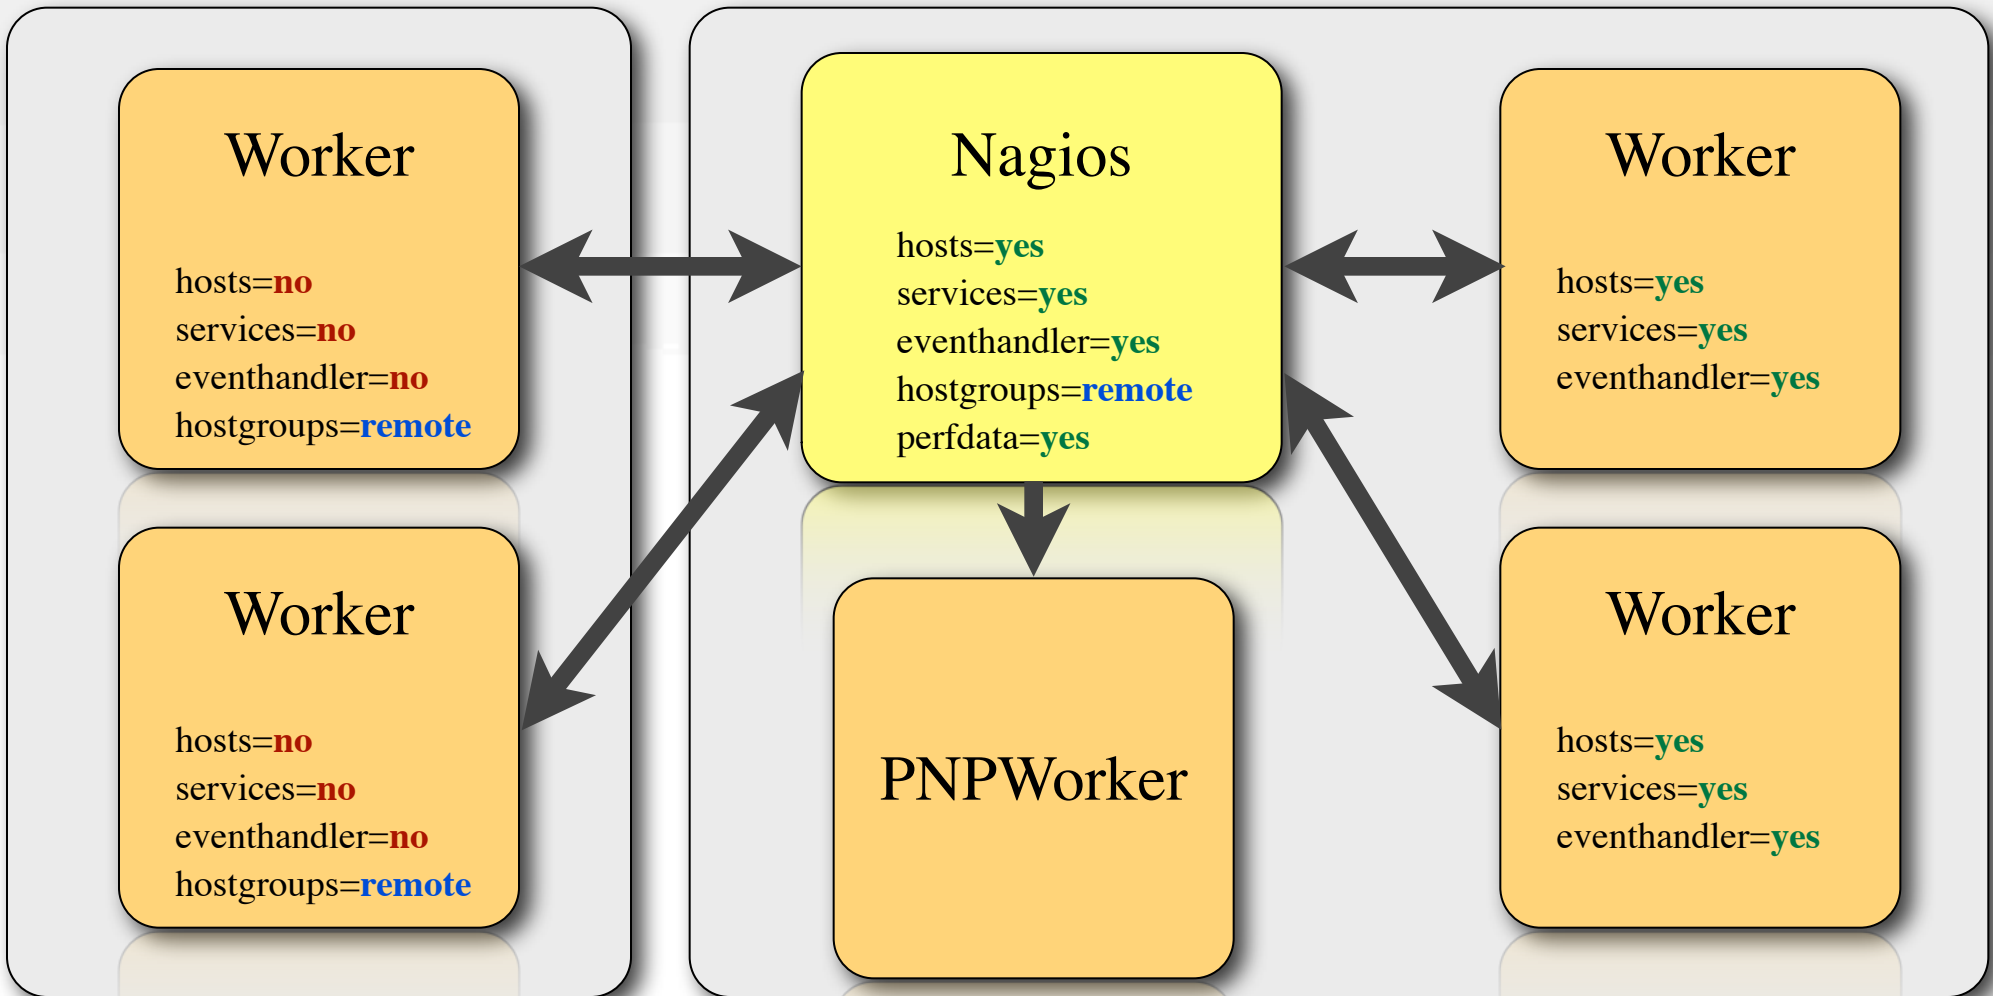 Worker
hosts=no
services=no
eventhandler=no
hostgroups=remote
Worker
hosts=no
services=no
eventhandler=no
hostgroups=remote
Nagios
hosts=yes
services=yes
eventhandler=yes
hostgroups=remote
perfdata=yes
PNPWorker
Worker
hosts=yes
services=yes
eventhandler=yes
Worker
hosts=yes
services=yes
eventhandler=yes